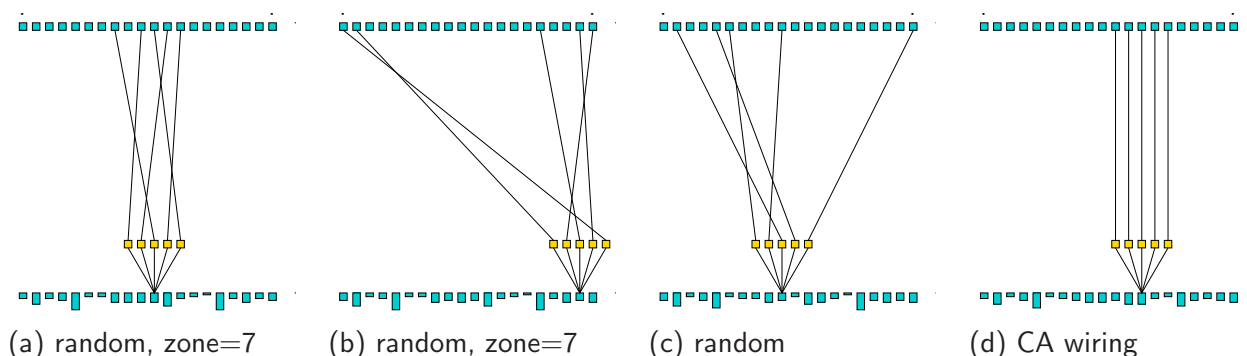 (a) random, zone=7
(b) random, zone=7
(c) random
(d) CA wiring